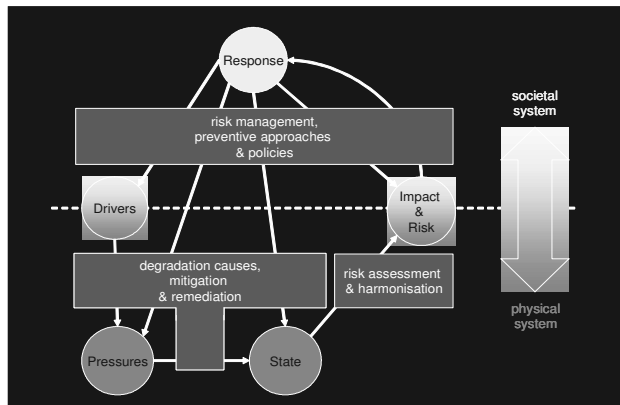 Response
societal
system
risk management,
preventive approaches
& policies
Drivers
Impact
&
Risk
degradation causes,
mitigation
& remediation
risk assessment
& harmonisation
physical
system
Pressures
State